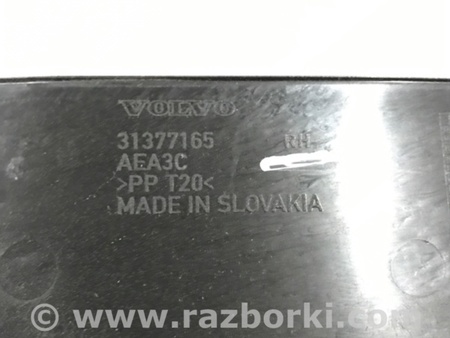 VOLVO
31377165 RH
AEA3C
>PP T20<
MADE IN SLOVAKIA
© www.razborki.com